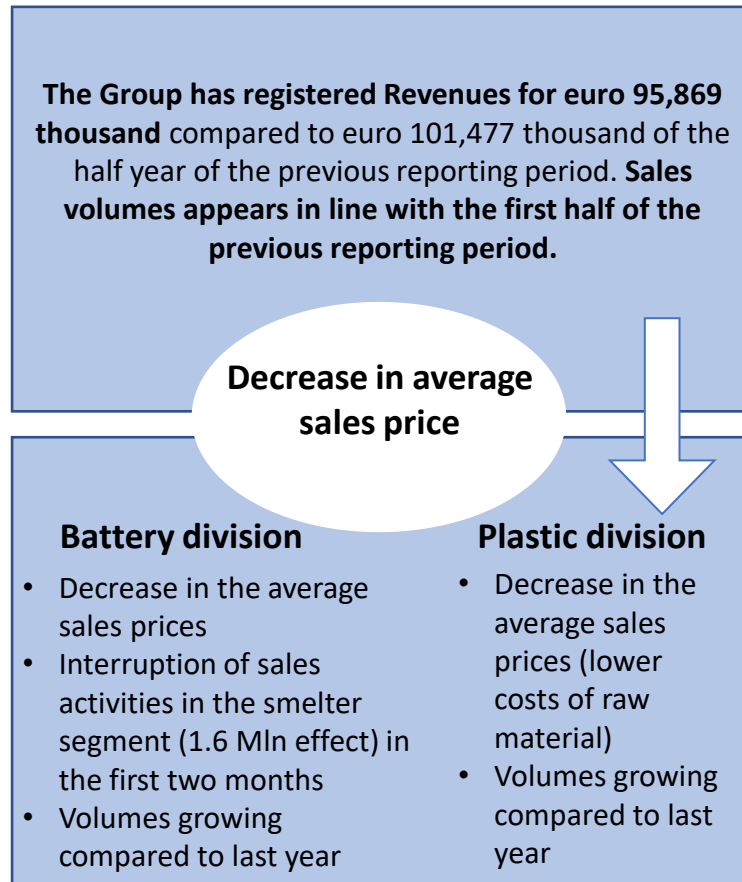 The Group has registered Revenues for euro 95,869
thousand compared to euro 101,477 thousand of the
half year of the previous reporting period. Sales
volumes appears in line with the first half of the
previous reporting period.
Decrease in average
sales price
Battery division
• Decrease in the average
sales prices
• Interruption of sales
activities in the smelter
segment (1.6 Mln effect) in
the first two months
• Volumes growing
compared to last year
Plastic division
• Decrease in the
average sales
prices (lower
costs of raw
material)
• Volumes growing
compared to last
year